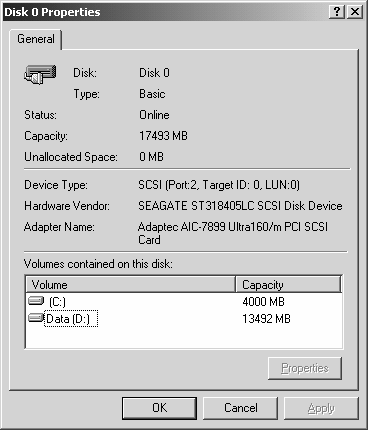 Disk 0 Properties
General
Disk: Disk 0
Type: Basic
Status: Online
Capacity: 17493 MB
Unallocated Space: 0 MB
Device Type: SCSI (Port:2, Target ID: 0, LUN:0)
Hardware Vendor: SEAGATE ST318405LC SCSI Disk Device
Adapter Name: Adaptec AIC-7899 Ultra160/m PCI SCSI
Card
Volumes contained on this disk:
Volume Capacity
(C:) 4000 MB
Data (D:) 13492 MB
Properties
OK Cancel Apply